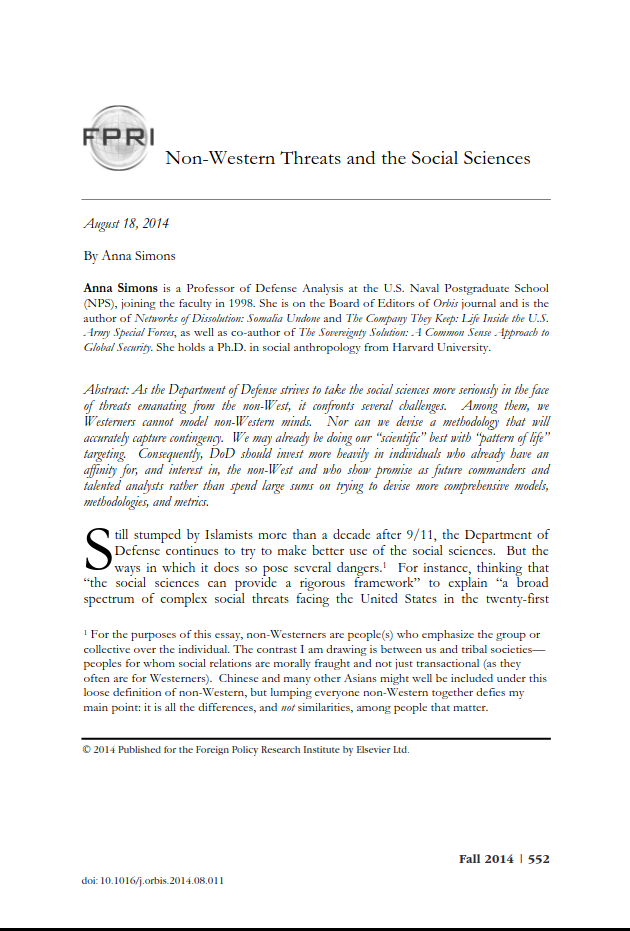 FPRI
Non-Western Threats and the Social Sciences
August 18, 2014
By Anna Simons
Anna Simons is a Professor of Defense Analysis at the U.S. Naval Postgraduate School
(NPS), joining the faculty in 1998. She is on the Board of Editors of Orbis journal and is the
author of Networks of Dissolution: Somalia Undone and The Company They Keep: Life Inside the U.S.
Army Special Forces, as well as co-author of The Sovereignty Solution: A Common Sense Approach to
Global Security. She holds a Ph.D. in social anthropology from Harvard University.
Abstract: As the Department of Defense strives to take the social sciences more seriously in the face
of threats emanating from the non-West, it confronts several challenges. Among them, we
Westerners cannot model non-Western minds. Nor can we devise a methodology that will
accurately capture contingency. We may already be doing our “scientific” best with “pattern of life”
targeting. Consequently, DoD should invest more heavily in individuals who already have an
affinity for, and interest in, the non-West and who show promise as future commanders and
talented analysts rather than spend large sums on trying to devise more comprehensive models,
methodologies, and metrics.
Still stumped by Islamists more than a decade after 9/11, the Department of
Defense continues to try to make better use of the social sciences. But the
ways in which it does so pose several dangers.1 For instance, thinking that
“the social sciences can provide a rigorous framework” to explain “a broad
spectrum of complex social threats facing the United States in the twenty-first
1 For the purposes of this essay, non-Westerners are people(s) who emphasize the group or
collective over the individual. The contrast I am drawing is between us and tribal societies—
peoples for whom social relations are morally fraught and not just transactional (as they
often are for Westerners). Chinese and many other Asians might well be included under this
loose definition of non-Western, but lumping everyone non-Western together defies my
main point: it is all the differences, and not similarities, among people that matter.
© 2014 Published for the Foreign Policy Research Institute by Elsevier Ltd.
Fall 2014 | 552
doi: 10.1016/j.orbis.2014.08.011